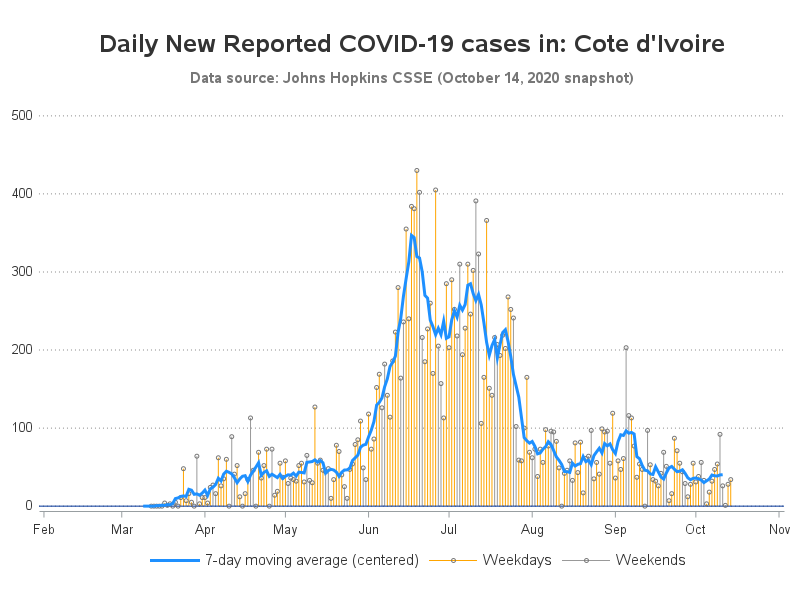 Daily New Reported COVID-19 cases in: Cote d'Ivoire
Data source: Johns Hopkins CSSE (October 14, 2020 snapshot)
500
400
300
200
100
0
Feb Mar Apr May Jun Jul Aug Sep Oct Nov
7-day moving average (centered) Weekdays Weekends